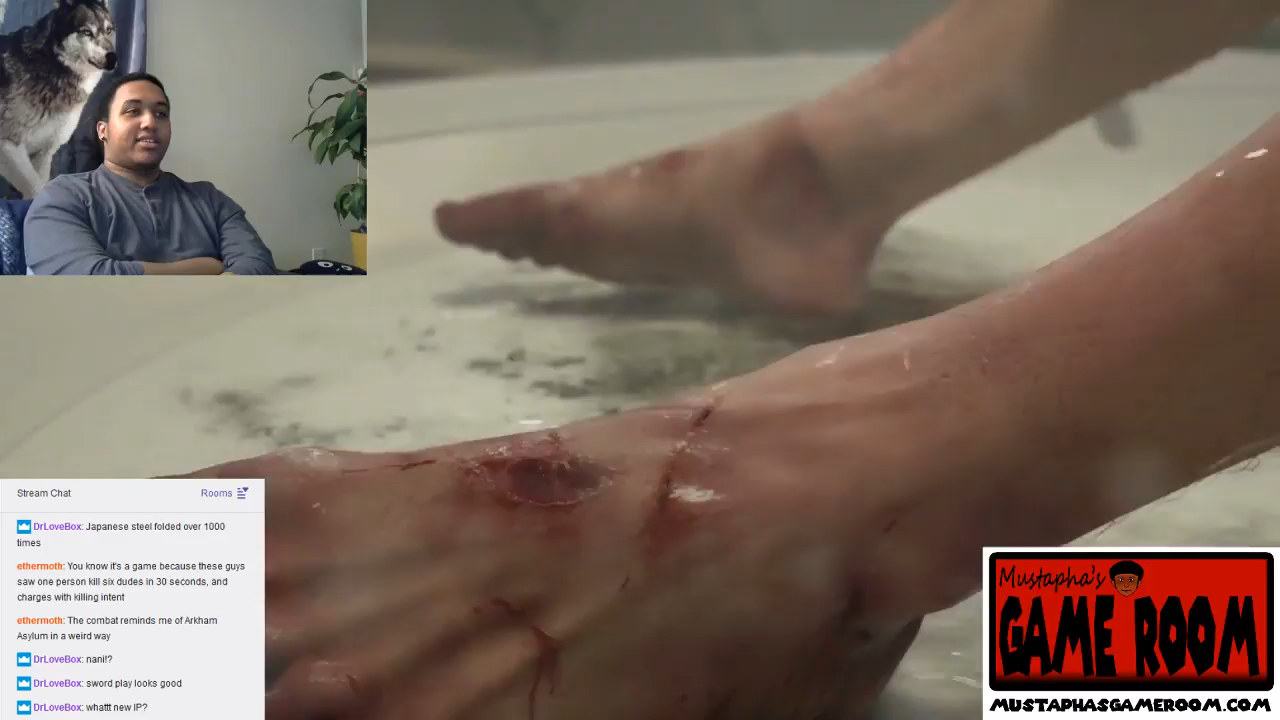 Stream Chat
Rooms
DrLoveBox: Japanese steel folded over 1000
times
ethermoth: You know it's a game because these guys
saw one person kill six dudes in 30 seconds, and
charges with killing intent
ethermoth: The combat reminds me of Arkham
Asylum in a weird way
DrLoveBox: nani!?
DrLoveBox: sword play looks good
DrLoveBox: whattt new IP?
Mustapha's
GAME ROOM
MUSTAPHASGAMEROOM.COM